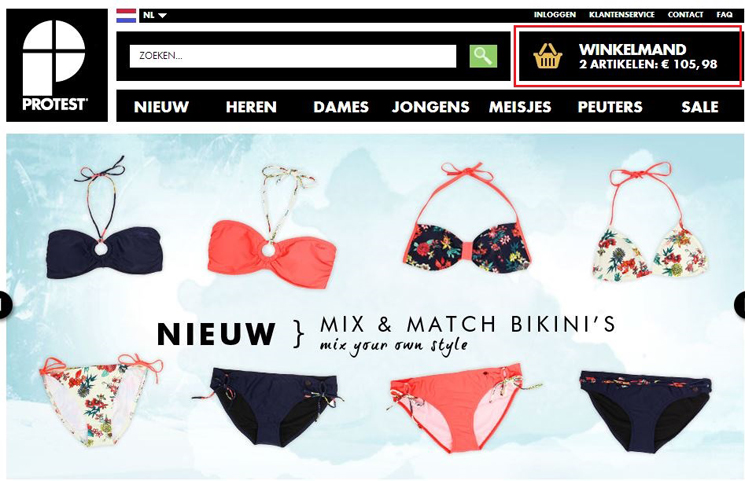 NL
INLOGGEN KLANTENSERVICE CONTACT FAQ
PROTEST
ZOEKEN...
WINKELMAND
2 ARTIKELEN: € 105,98
NIEUW HEREN DAMES JONGENS MEISJES PEUTERS SALE
NIEUW } MIX & MATCH BIKINI'S
mix your own style